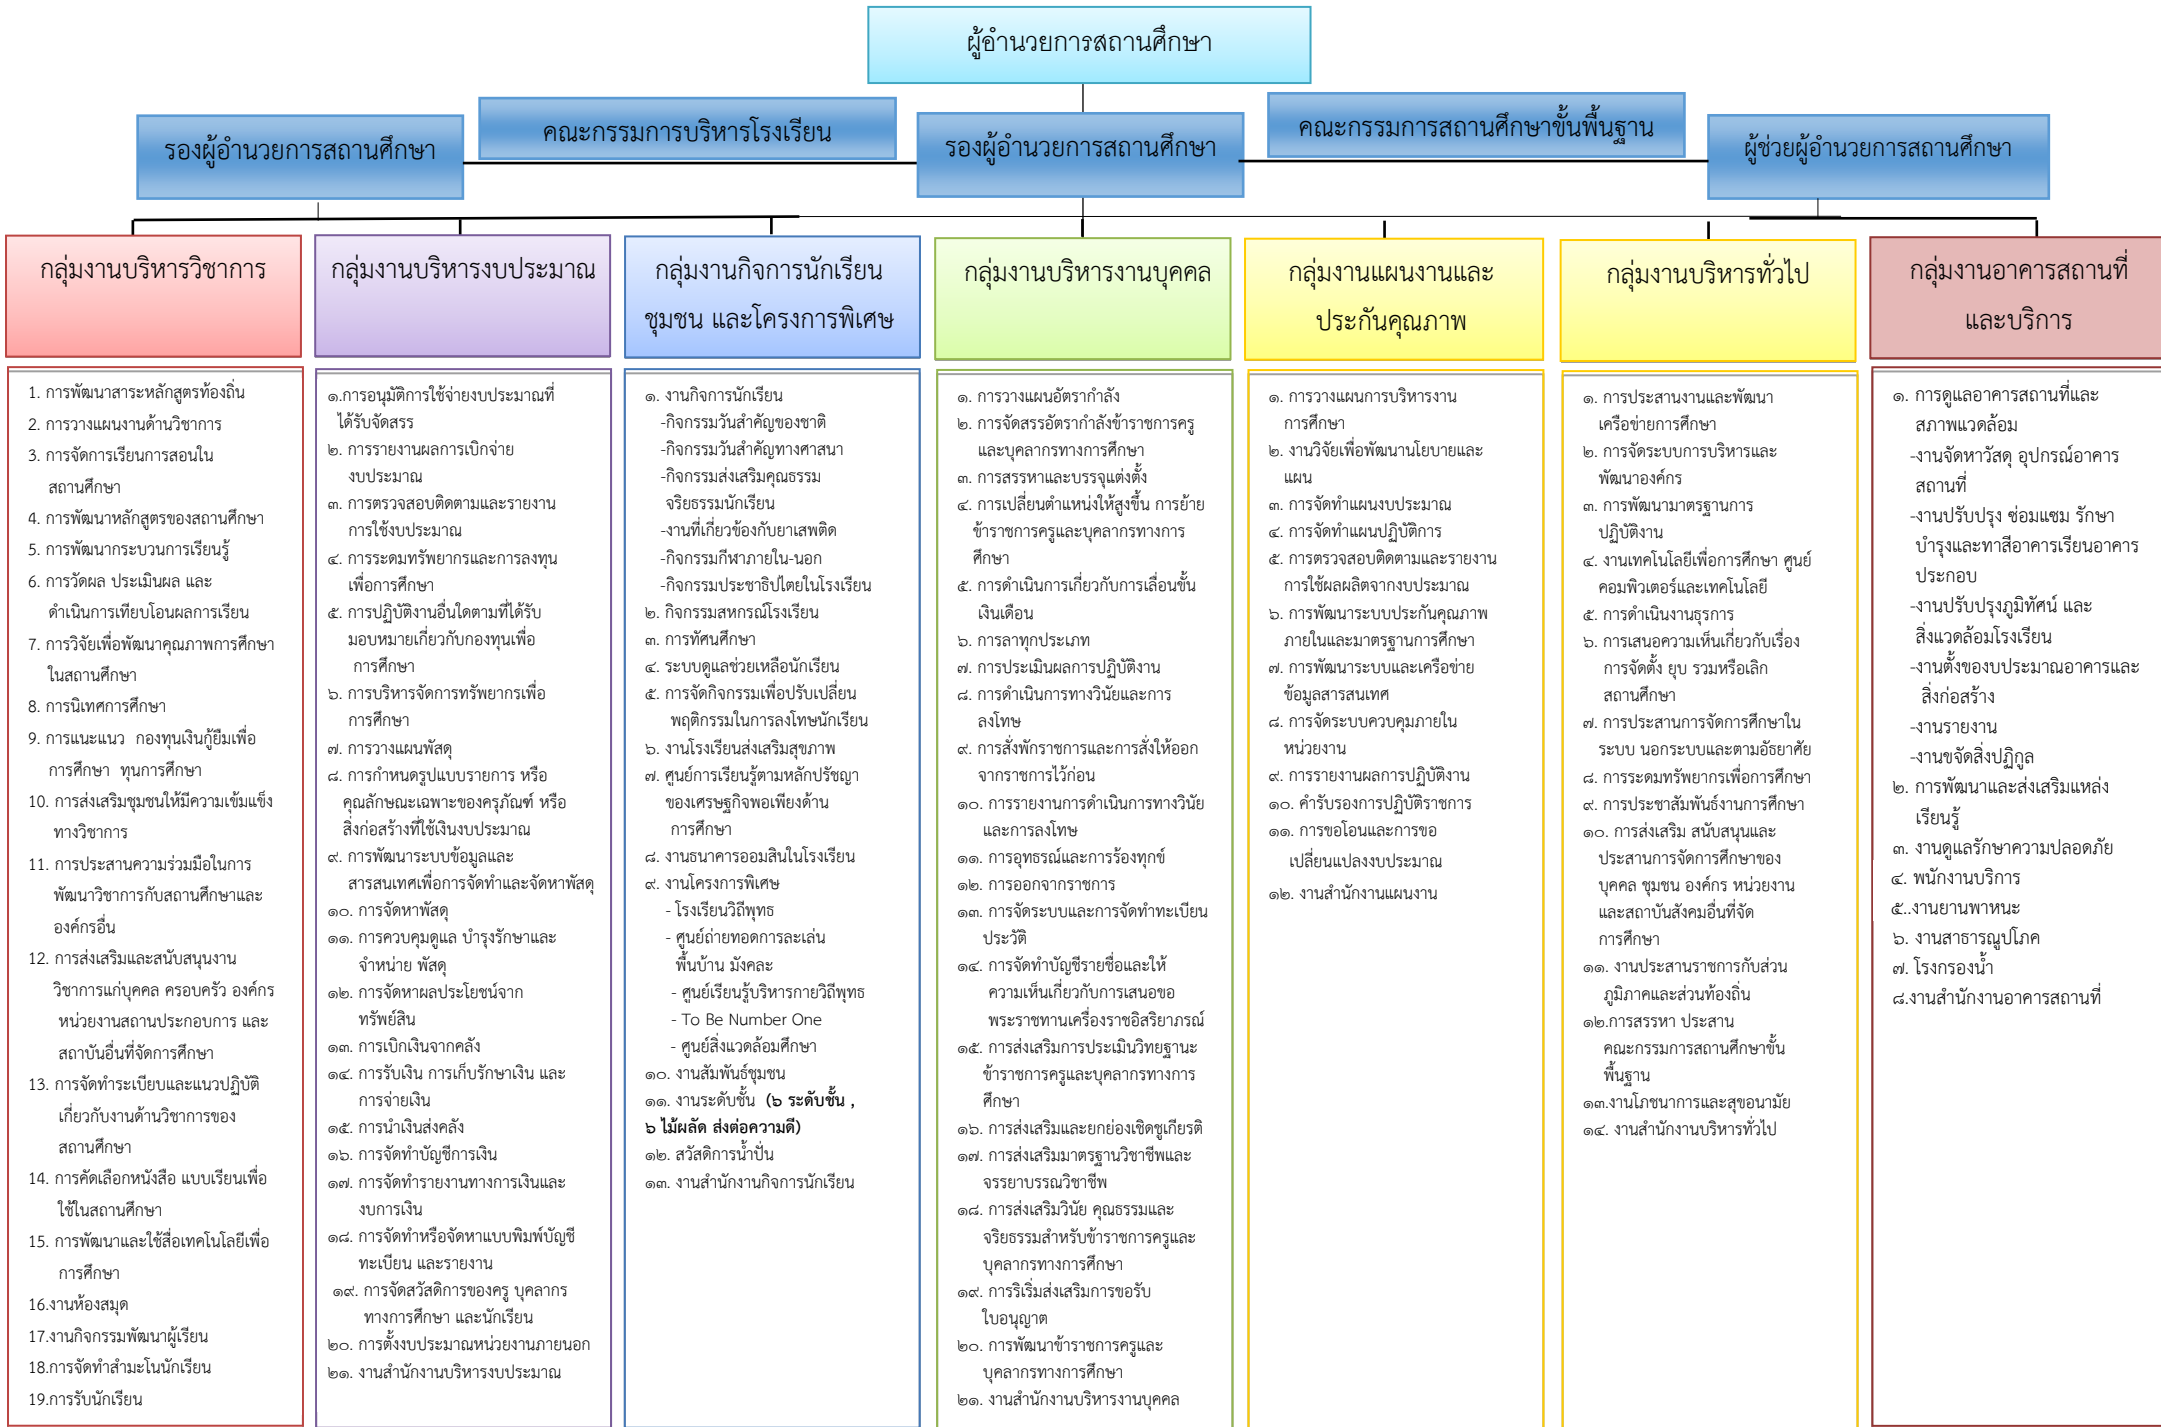 ผู้อำนวยการสถานศึกษา
รองผู้อำนวยการสถานศึกษา
คณะกรรมการบริหารโรงเรียน
รองผู้อำนวยการสถานศึกษา
คณะกรรมการสถานศึกษาขั้นพื้นฐาน
ผู้ช่วยผู้อำนวยการสถานศึกษา
กลุ่มงานบริหารวิชาการ
1. การพัฒนาสาระหลักสูตรท้องถิ่น
2. การวางแผนงานด้านวิชาการ
3. การจัดการเรียนการสอนใน
สถานศึกษา
4. การพัฒนาหลักสูตรของสถานศึกษา
5. การพัฒนากระบวนการเรียนรู้
6. การวัดผล ประเมินผล และ
ดำเนินการเทียบโอนผลการเรียน
7. การวิจัยเพื่อพัฒนาคุณภาพการศึกษา
ในสถานศึกษา
8. การนิเทศการศึกษา
9. การแนะแนว กองทุนเงินกู้ยืมเพื่อ
การศึกษา ทุนการศึกษา
10. การส่งเสริมชุมชนให้มีความเข้มแข็ง
ทางวิชาการ
11. การประสานความร่วมมือในการ
พัฒนาวิชาการกับสถานศึกษาและ
องค์กรอื่น
12. การส่งเสริมและสนับสนุนงาน
วิชาการแก่บุคคล ครอบครัว องค์กร
หน่วยงานสถานประกอบการ และ
สถาบันอื่นที่จัดการศึกษา
13. การจัดทำระเบียบและแนวปฏิบัติ
เกี่ยวกับงานด้านวิชาการของ
สถานศึกษา
14. การคัดเลือกหนังสือ แบบเรียนเพื่อ
ใช้ในสถานศึกษา
15. การพัฒนาและใช้สื่อเทคโนโลยีเพื่อ
การศึกษา
16.งานห้องสมุด
17.งานกิจกรรมพัฒนาผู้เรียน
18.การจัดทำสำมะโนนักเรียน
19.การรับนักเรียน
กลุ่มงานบริหารงบประมาณ
๑.การอนุมัติการใช้จ่ายงบประมาณที่
ได้รับจัดสรร
๒. การรายงานผลการเบิกจ่าย
งบประมาณ
๓. การตรวจสอบติดตามและรายงาน
การใช้งบประมาณ
๔. การระดมทรัพยากรและการลงทุน
เพื่อการศึกษา
๕. การปฏิบัติงานอื่นใดตามที่ได้รับ
มอบหมายเกี่ยวกับกองทุนเพื่อ
การศึกษา
๖. การบริหารจัดการทรัพยากรเพื่อ
การศึกษา
๗. การวางแผนพัสดุ
๘. การกำหนดรูปแบบรายการ หรือ
คุณลักษณะเฉพาะของครุภัณฑ์ หรือ
สิ่งก่อสร้างที่ใช้เงินงบประมาณ
๙. การพัฒนาระบบข้อมูลและ
สารสนเทศเพื่อการจัดทำและจัดหาพัสดุ
๑๐. การจัดหาพัสดุ
๑๑. การควบคุมดูแล บำรุงรักษาและ
จำหน่าย พัสดุ
๑๒. การจัดหาผลประโยชน์จาก
ทรัพย์สิน
๑๓. การเบิกเงินจากคลัง
๑๔. การรับเงิน การเก็บรักษาเงิน และ
การจ่ายเงิน
๑๕. การนำเงินส่งคลัง
๑๖. การจัดทำบัญชีการเงิน
๑๗. การจัดทำรายงานทางการเงินและ
งบการเงิน
๑๘. การจัดทำหรือจัดหาแบบพิมพ์บัญชี
ทะเบียน และรายงาน
๑๙. การจัดสวัสดิการของครู บุคลากร
ทางการศึกษา และนักเรียน
๒๐. การตั้งงบประมาณหน่วยงานภายนอก
๒๑. งานสำนักงานบริหารงบประมาณ
กลุ่มงานกิจการนักเรียน
ชุมชน และโครงการพิเศษ
๑. งานกิจการนักเรียน
-กิจกรรมวันสำคัญของชาติ
-กิจกรรมวันสำคัญทางศาสนา
-กิจกรรมส่งเสริมคุณธรรม
จริยธรรมนักเรียน
-งานที่เกี่ยวข้องกับยาเสพติด
-กิจกรรมกีฬาภายใน-นอก
-กิจกรรมประชาธิปไตยในโรงเรียน
๒. กิจกรรมสหกรณ์โรงเรียน
๓. การทัศนศึกษา
๔. ระบบดูแลช่วยเหลือนักเรียน
๕. การจัดกิจกรรมเพื่อปรับเปลี่ยน
พฤติกรรมในการลงโทษนักเรียน
๖. งานโรงเรียนส่งเสริมสุขภาพ
๗. ศูนย์การเรียนรู้ตามหลักปรัชญา
ของเศรษฐกิจพอเพียงด้าน
การศึกษา
๘. งานธนาคารออมสินในโรงเรียน
๙. งานโครงการพิเศษ
- โรงเรียนวิถีพุทธ
- ศูนย์ถ่ายทอดการละเล่น
พื้นบ้าน มังคละ
- ศูนย์เรียนรู้บริหารกายวิถีพุทธ
- To Be Number One
- ศูนย์สิ่งแวดล้อมศึกษา
๑๐. งานสัมพันธ์ชุมชน
๑๑. งานระดับชั้น (๖ ระดับชั้น ,
๖ ไม้ผลัด ส่งต่อความดี)
๑๒. สวัสดิการน้ำปั่น
๑๓. งานสำนักงานกิจการนักเรียน
กลุ่มงานบริหารงานบุคคล
๑. การวางแผนอัตรากำลัง
๒. การจัดสรรอัตรากำลังข้าราชการครู
และบุคลากรทางการศึกษา
๓. การสรรหาและบรรจุแต่งตั้ง
๔. การเปลี่ยนตำแหน่งให้สูงขึ้น การย้าย
ข้าราชการครูและบุคลากรทางการ
ศึกษา
๕. การดำเนินการเกี่ยวกับการเลื่อนขั้น
เงินเดือน
๖. การลาทุกประเภท
๗. การประเมินผลการปฏิบัติงาน
๘. การดำเนินการทางวินัยและการ
ลงโทษ
๙. การสั่งพักราชการและการสั่งให้ออก
จากราชการไว้ก่อน
๑๐. การรายงานการดำเนินการทางวินัย
และการลงโทษ
๑๑. การอุทธรณ์และการร้องทุกข์
๑๒. การออกจากราชการ
๑๓. การจัดระบบและการจัดทำทะเบียน
ประวัติ
๑๔. การจัดทำบัญชีรายชื่อและให้
ความเห็นเกี่ยวกับการเสนอขอ
พระราชทานเครื่องราชอิสริยาภรณ์
๑๕. การส่งเสริมการประเมินวิทยฐานะ
ข้าราชการครูและบุคลากรทางการ
ศึกษา
๑๖. การส่งเสริมและยกย่องเชิดชูเกียรติ
๑๗. การส่งเสริมมาตรฐานวิชาชีพและ
จรรยาบรรณวิชาชีพ
๑๘. การส่งเสริมวินัย คุณธรรมและ
จริยธรรมสำหรับข้าราชการครูและ
บุคลากรทางการศึกษา
๑๙. การริเริ่มส่งเสริมการขอรับ
ใบอนุญาต
๒๐. การพัฒนาข้าราชการครูและ
บุคลากรทางการศึกษา
๒๑. งานสำนักงานบริหารงานบุคคล
กลุ่มงานแผนงานและ
ประกันคุณภาพ
๑. การวางแผนการบริหารงาน
การศึกษา
๒. งานวิจัยเพื่อพัฒนานโยบายและ
แผน
๓. การจัดทำแผนงบประมาณ
๔. การจัดทำแผนปฏิบัติการ
๕. การตรวจสอบติดตามและรายงาน
การใช้ผลผลิตจากงบประมาณ
๖. การพัฒนาระบบประกันคุณภาพ
ภายในและมาตรฐานการศึกษา
๗. การพัฒนาระบบและเครือข่าย
ข้อมูลสารสนเทศ
๘. การจัดระบบควบคุมภายใน
หน่วยงาน
๙. การรายงานผลการปฏิบัติงาน
๑๐. คำรับรองการปฏิบัติราชการ
๑๑. การขอโอนและการขอ
เปลี่ยนแปลงงบประมาณ
๑๒. งานสำนักงานแผนงาน
กลุ่มงานบริหารทั่วไป
๑. การประสานงานและพัฒนา
เครือข่ายการศึกษา
๒. การจัดระบบการบริหารและ
พัฒนาองค์กร
๓. การพัฒนามาตรฐานการ
ปฏิบัติงาน
๔. งานเทคโนโลยีเพื่อการศึกษา ศูนย์
คอมพิวเตอร์และเทคโนโลยี
๕. การดำเนินงานธุรการ
๖. การเสนอความเห็นเกี่ยวกับเรื่อง
การจัดตั้ง ยุบ รวมหรือเลิก
สถานศึกษา
๗. การประสานการจัดการศึกษาใน
ระบบ นอกระบบและตามอัธยาศัย
๘. การระดมทรัพยากรเพื่อการศึกษา
๙. การประชาสัมพันธ์งานการศึกษา
๑๐. การส่งเสริม สนับสนุนและ
ประสานการจัดการศึกษาของ
บุคคล ชุมชน องค์กร หน่วยงาน
และสถาบันสังคมอื่นที่จัด
การศึกษา
๑๑. งานประสานราชการกับส่วน
ภูมิภาคและส่วนท้องถิ่น
๑๒.การสรรหา ประสาน
คณะกรรมการสถานศึกษาขั้น
พื้นฐาน
๑๓.งานโภชนาการและสุขอนามัย
๑๔. งานสำนักงานบริหารทั่วไป
กลุ่มงานอาคารสถานที่
และบริการ
๑. การดูแลอาคารสถานที่และ
สภาพแวดล้อม
-งานจัดหาวัสดุ อุปกรณ์อาคาร
สถานที่
-งานปรับปรุง ซ่อมแซม รักษา
บำรุงและทาสีอาคารเรียนอาคาร
ประกอบ
-งานปรับปรุงภูมิทัศน์ และ
สิ่งแวดล้อมโรงเรียน
-งานตั้งของบประมาณอาคารและ
สิ่งก่อสร้าง
-งานรายงาน
-งานขจัดสิ่งปฏิกูล
๒. การพัฒนาและส่งเสริมแหล่ง
เรียนรู้
๓. งานดูแลรักษาความปลอดภัย
๔. พนักงานบริการ
๕..งานยานพาหนะ
๖. งานสาธารณูปโภค
๗. โรงกรองน้ำ
๘.งานสำนักงานอาคารสถานที่